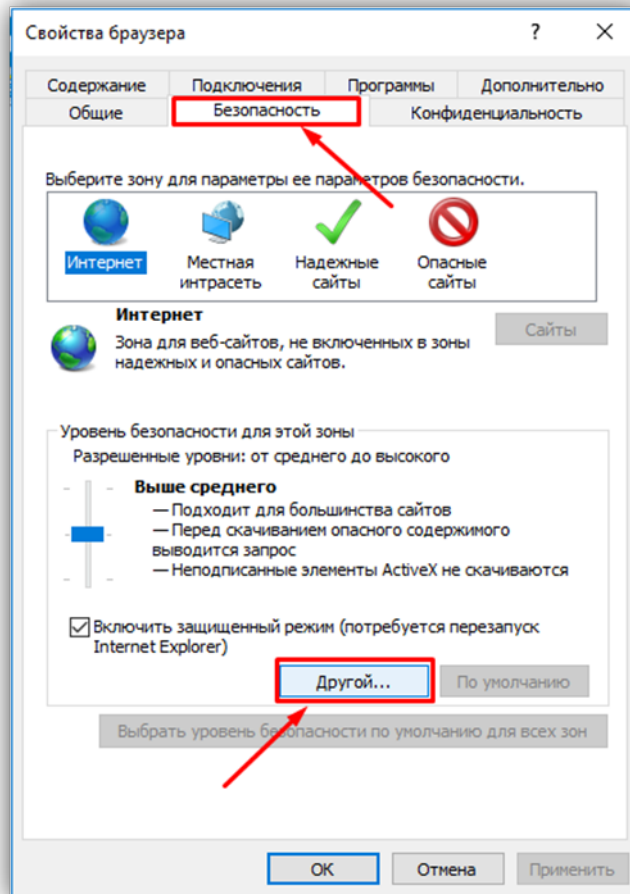 Свойства браузера
?
Содержание Подключения Программы Дополнительно
Общие Безопасность Конфиденциальность
Выберите зону для параметры ее параметров безопасности.
Интернет Местная интрасеть Надежные сайты Опасные сайты
Интернет
Сайты
Зона для веб-сайтов, не включенных в зоны
надежных и опасных сайтов.
Уровень безопасности для этой зоны
Разрешенные уровни: от среднего до высокого
Выше среднего
— Подходит для большинства сайтов
— Перед скачиванием опасного содержимого
выводится запрос
— Неподписанные элементы ActiveX не скачиваются
Включить защищенный режим (потребуется перезапуск
Internet Explorer)
Другой... По умолчанию
Выбрать уровень безопасности по умолчанию для всех зон
ОК Отмена Применить